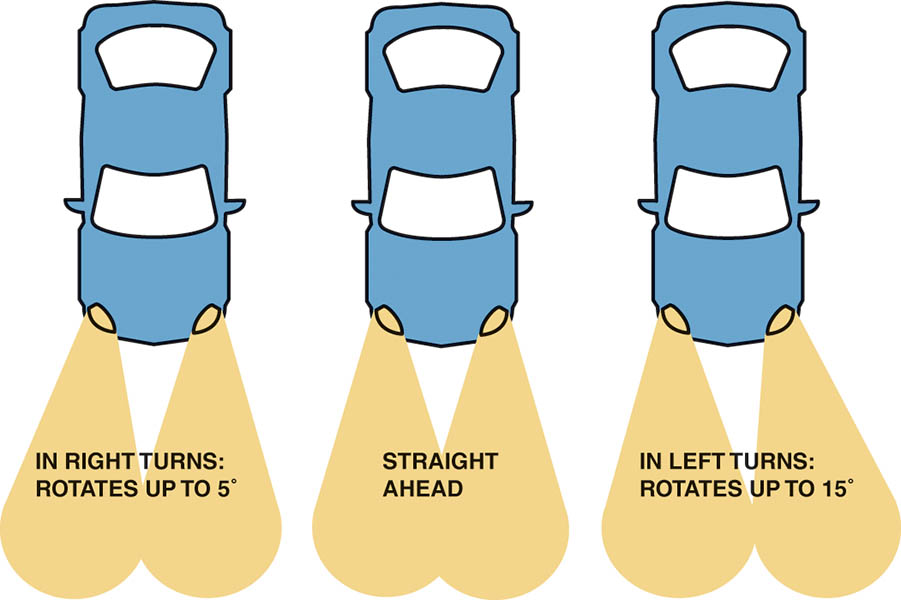 IN RIGHT TURNS:
ROTATES UP TO 5˚
STRAIGHT
AHEAD
IN LEFT TURNS:
ROTATES UP TO 15˚